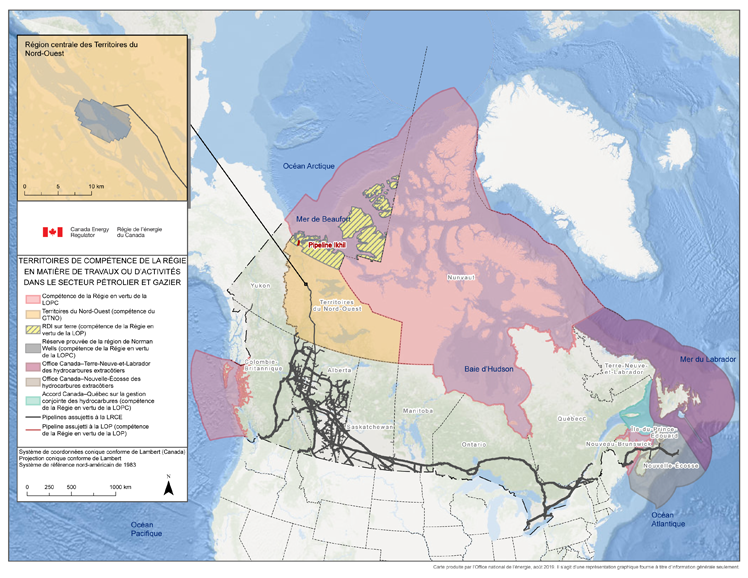 Région centrale des Territoires du
Nord-Ouest
0 5 10 km
Canada Energy
Regulator
Régie de l'énergie
du Canada
TERRITOIRES DE COMPÉTENCE DE LA RÉGIE
EN MATIÈRE DE TRAVAUX OU D'ACTIVITÉS
DANS LE SECTEUR PÉTROLIER ET GAZIER
Compétence de la Régie en vertu de la
LOPC
Territoires du Nord-Ouest (compétence du
GTNO)
RDI sur terre (compétence de la Régie en
vertu de la LOP)
Réserve prouvée de la région de Norman
Wells (compétence de la Régie en
vertu de la LOPC)
Office Canada–Terre-Neuve-et-Labrador
des hydrocarbures extracôtiers
Office Canada–Nouvelle-Écosse des
hydrocarbures extracôtiers
Accord Canada–Québec sur la gestion
conjointe des hydrocarbures (compétence
de la Régie en vertu de la LOPC)
Pipelines assujettis à la LRCE
Pipeline assujetti à la LOP (compétence
de la Régie en vertu de la LOP)
Système de coordonnées conique conforme de Lambert (Canada)
Projection conique conforme de Lambert
Système de référence nord-américain de 1983
0 500 1000 km
N
Océan Arctique
Mer de Beaufort
Pipeline Ikhil
Yukon
Territoires
du Nord-Ouest
Nunavut
Colombie-
Britannique
Alberta
Saskatchewan
Manitoba
Baie d'Hudson
Ontario
Québec
Terre-Neuve-
et-Labrador
Mer du Labrador
Île-du-Prince-
Édouard
Nouveau-Brunswick
Nouvelle-Écosse
Océan
Atlantique
Océan
Pacifique
Carte produite par l'Office national de l'énergie, août 2019. Il s'agit d'une représentation graphique fournie à titre d'information générale seulement.